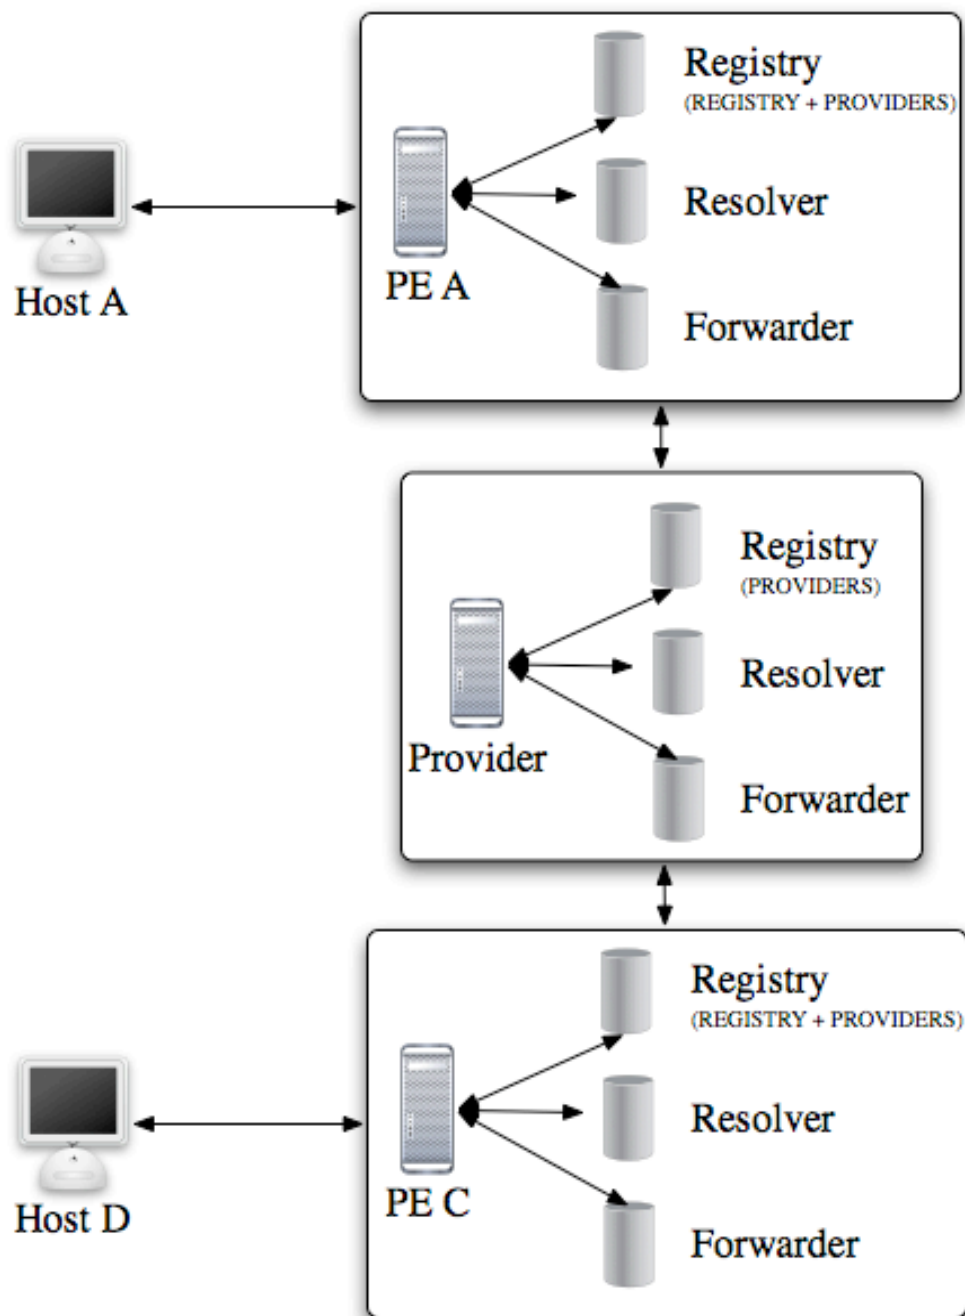 Registry
(REGISTRY + PROVIDERS)
Resolver
Forwarder
PE A
Host A
Registry
(PROVIDERS)
Resolver
Forwarder
Provider
Registry
(REGISTRY + PROVIDERS)
Resolver
Forwarder
PE C
Host D